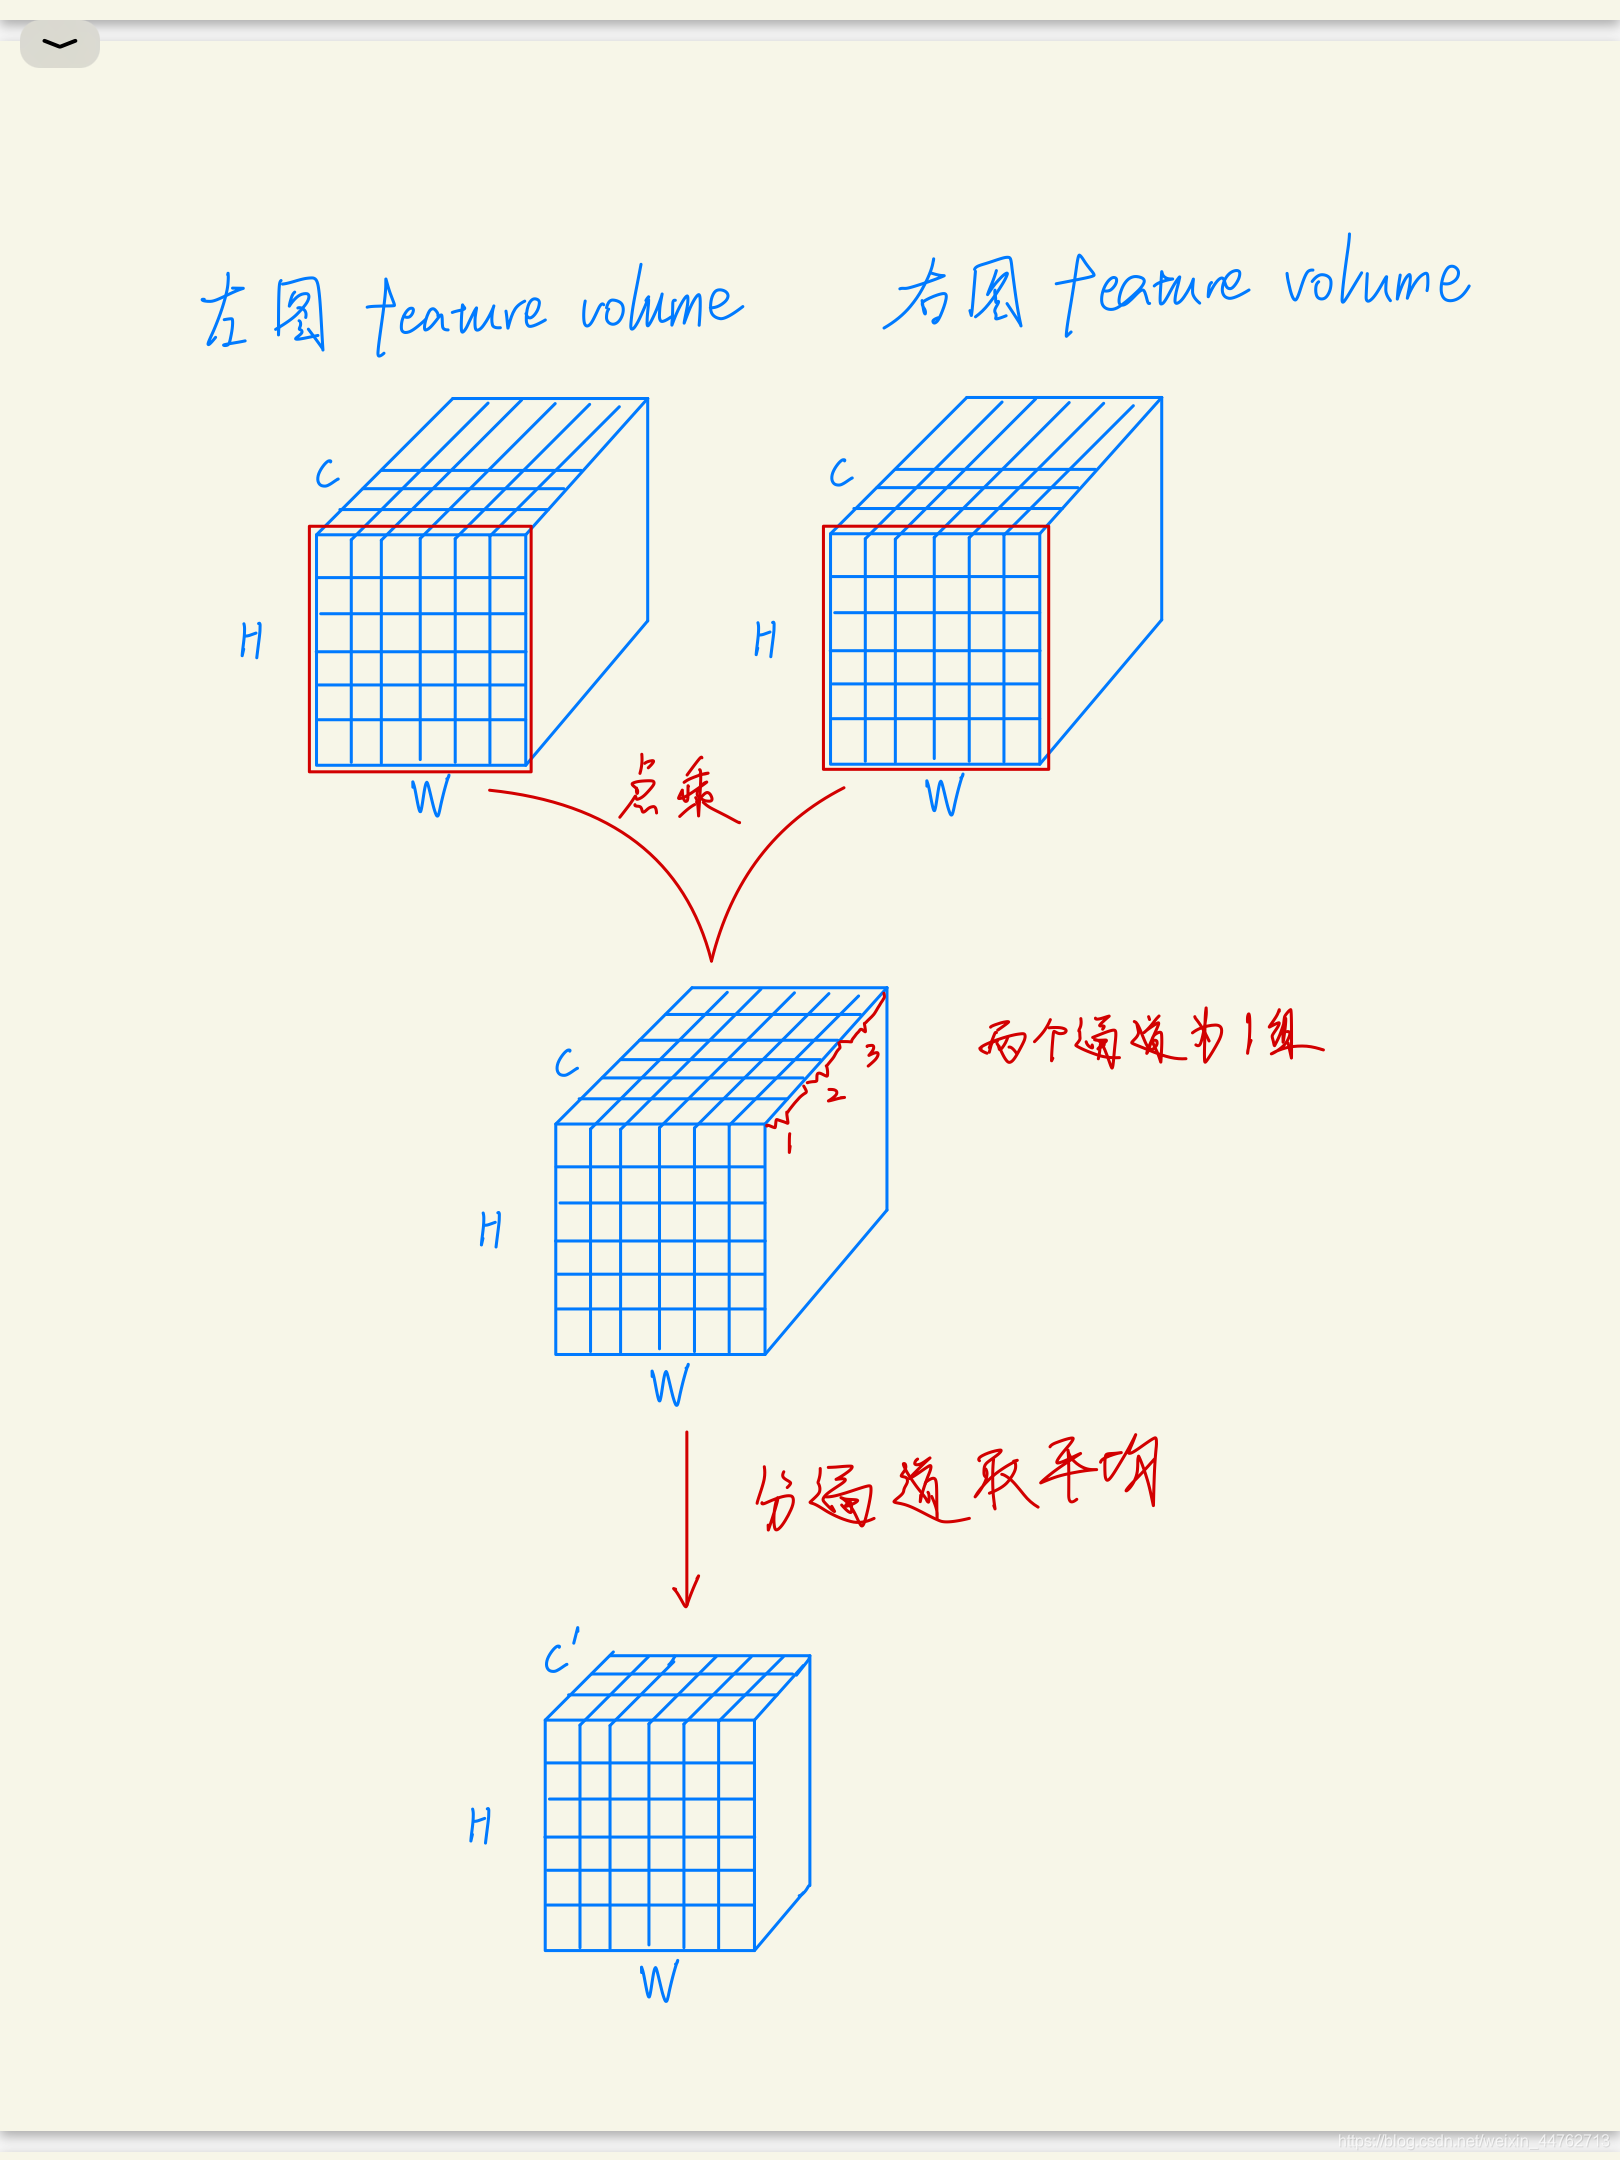 左图 feature volume
右图 feature volume
C
C
H
H
W
W
点乘
C
两个通道为1组
3
2
1
H
W
分通道取平均
C'
H
W
https://blog.csdn.net/weixin_44762713